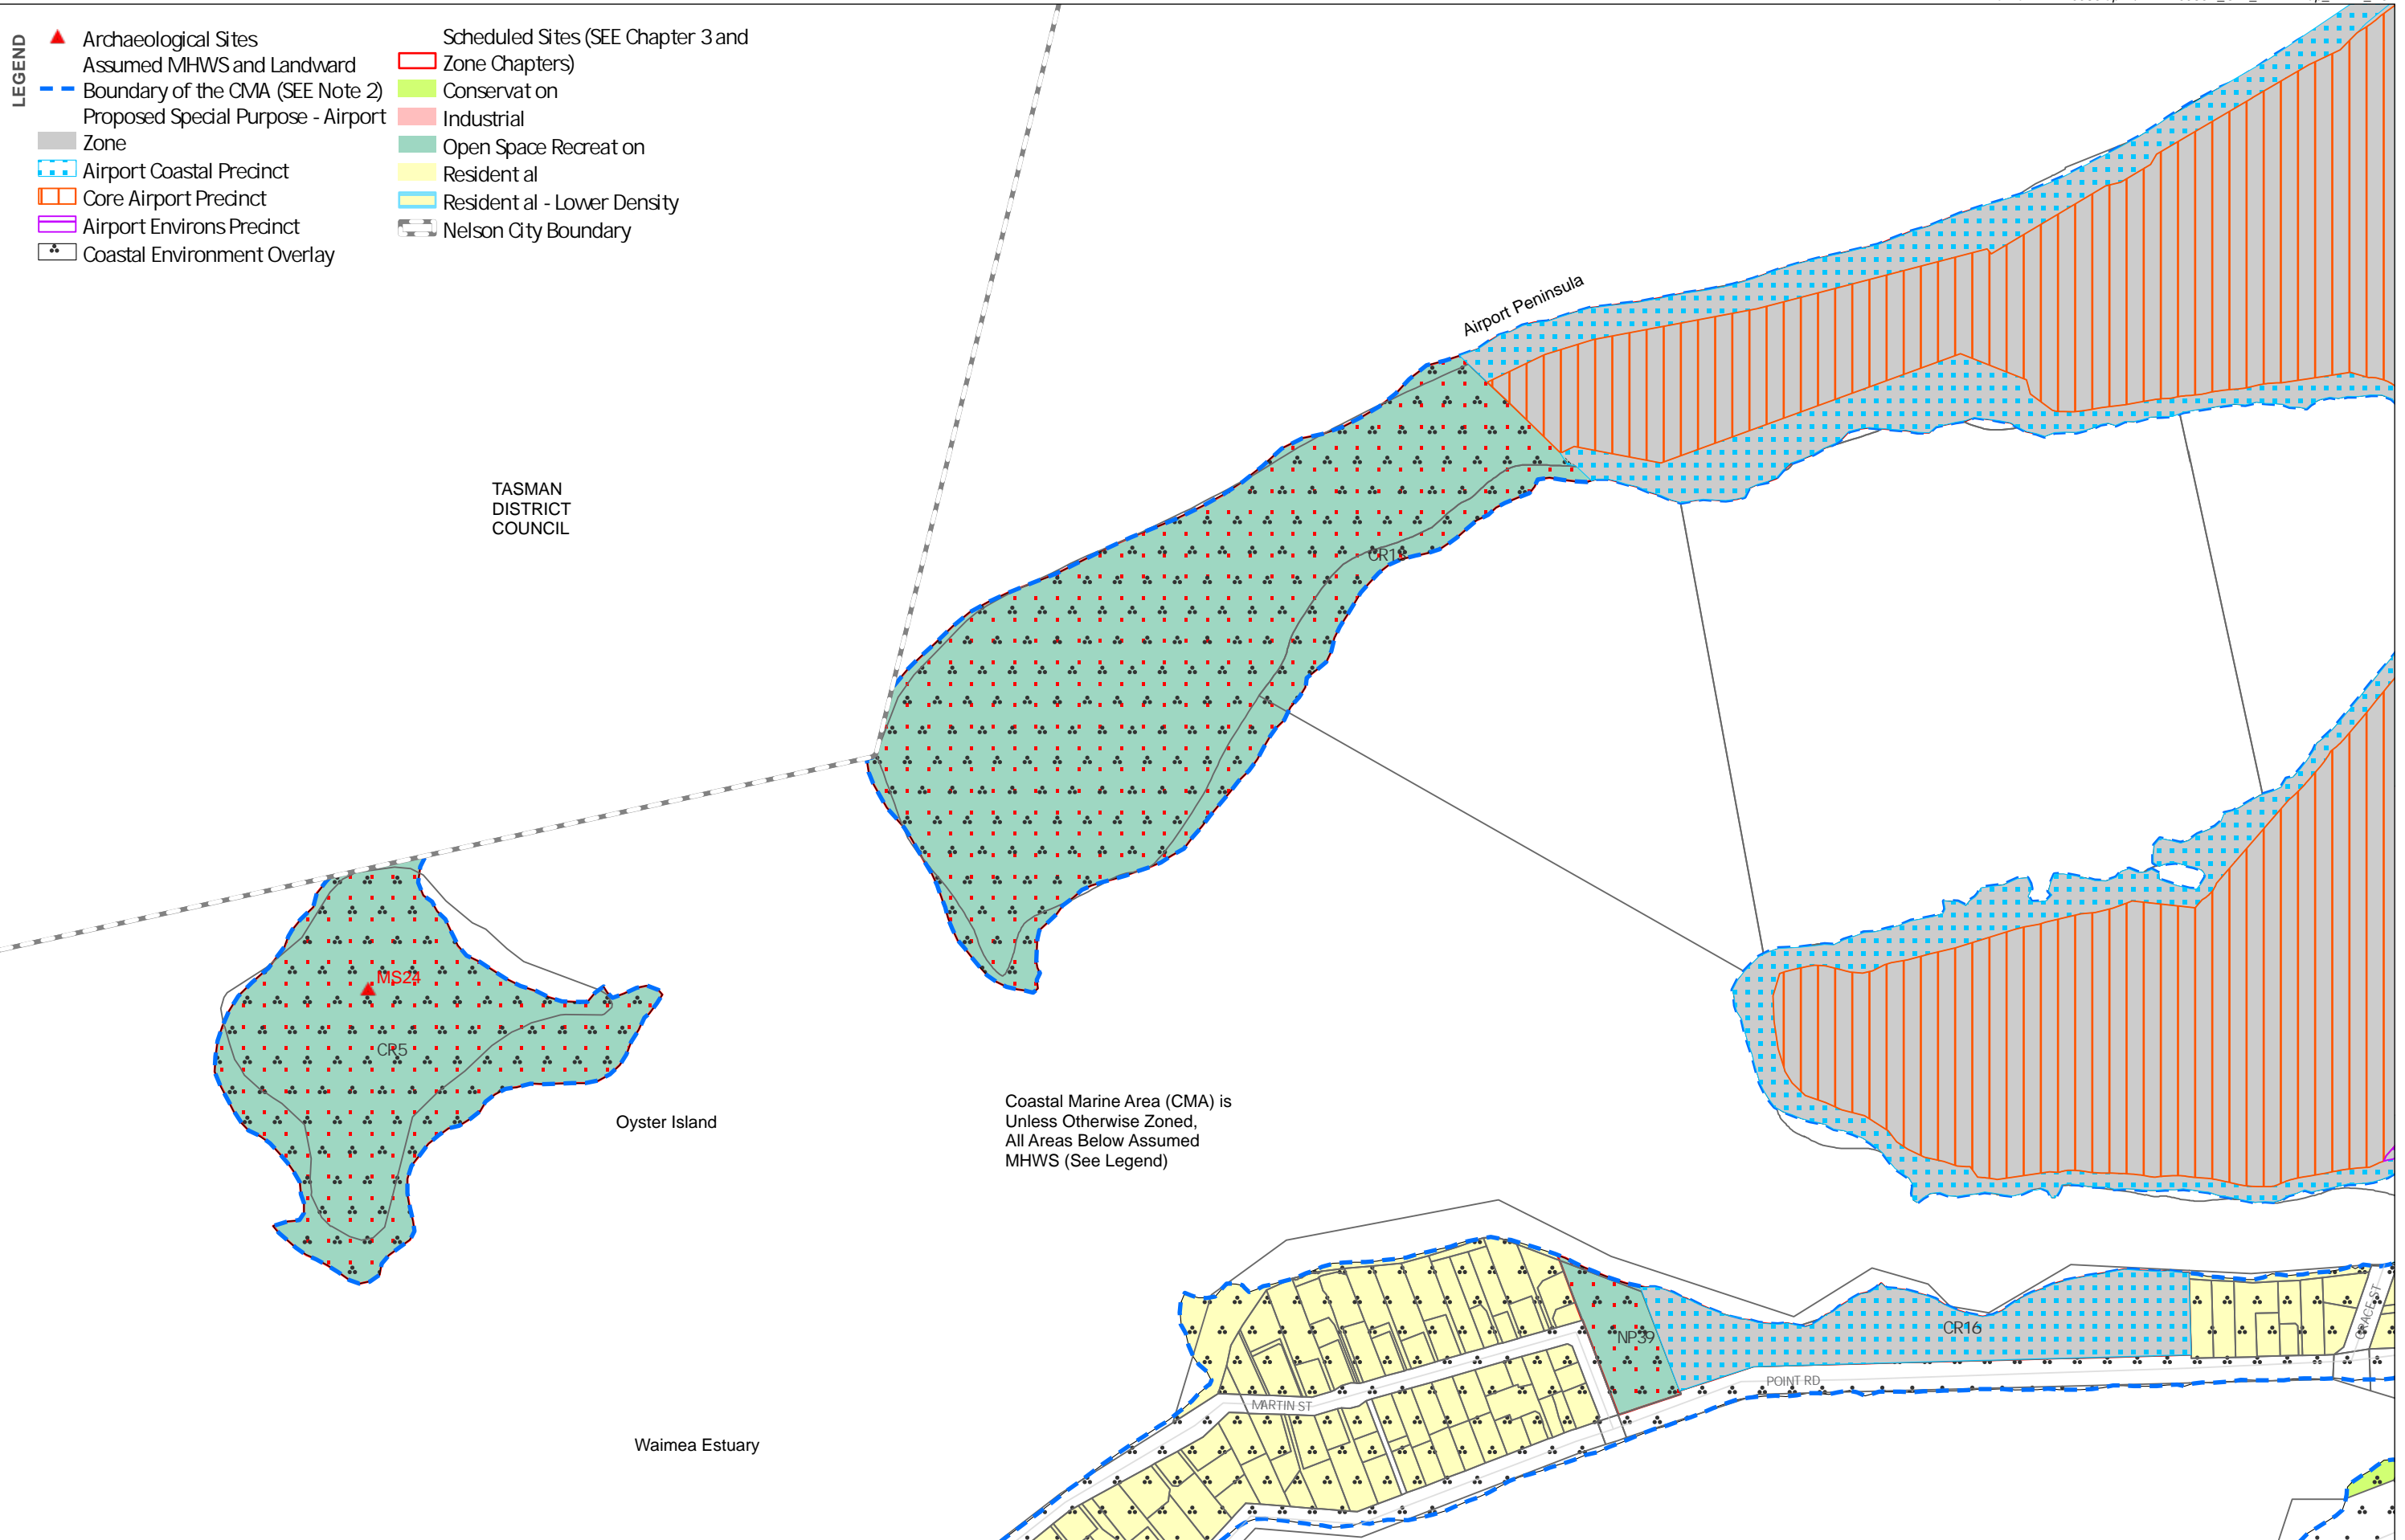 LEGEND
Archaeological Sites
Assumed MHWS and Landward
Boundary of the CMA (SEE Note 2)
Proposed Special Purpose - Airport
Zone
Airport Coastal Precinct
Core Airport Precinct
Airport Environs Precinct
Coastal Environment Overlay
Scheduled Sites (SEE Chapter 3 and
Zone Chapters)
Conservat on
Industrial
Open Space Recreat on
Resident al
Resident al - Lower Density
Nelson City Boundary
Airport Peninsula
TASMAN
DISTRICT
COUNCIL
MS24
CR5
Oyster Island
Coastal Marine Area (CMA) is
Unless Otherwise Zoned,
All Areas Below Assumed
MHWS (See Legend)
NP39
CR16
GRACE ST
POINT RD
MARTIN ST
Waimea Estuary